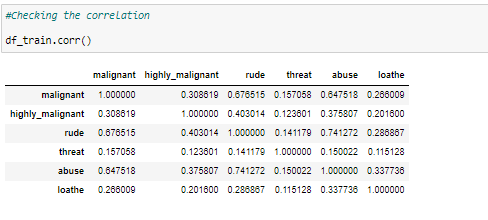 #Checking the correlation
df_train.corr()
malignant highly_malignant rude threat abuse loathe
malignant 1.000000 0.308619 0.676515 0.157058 0.647518 0.266009
highly_malignant 0.308619 1.000000 0.403014 0.123601 0.375807 0.201600
rude 0.676515 0.403014 1.000000 0.141179 0.741272 0.286867
threat 0.157058 0.123601 0.141179 1.000000 0.150022 0.115128
abuse 0.647518 0.375807 0.741272 0.150022 1.000000 0.337736
loathe 0.266009 0.201600 0.286867 0.115128 0.337736 1.000000